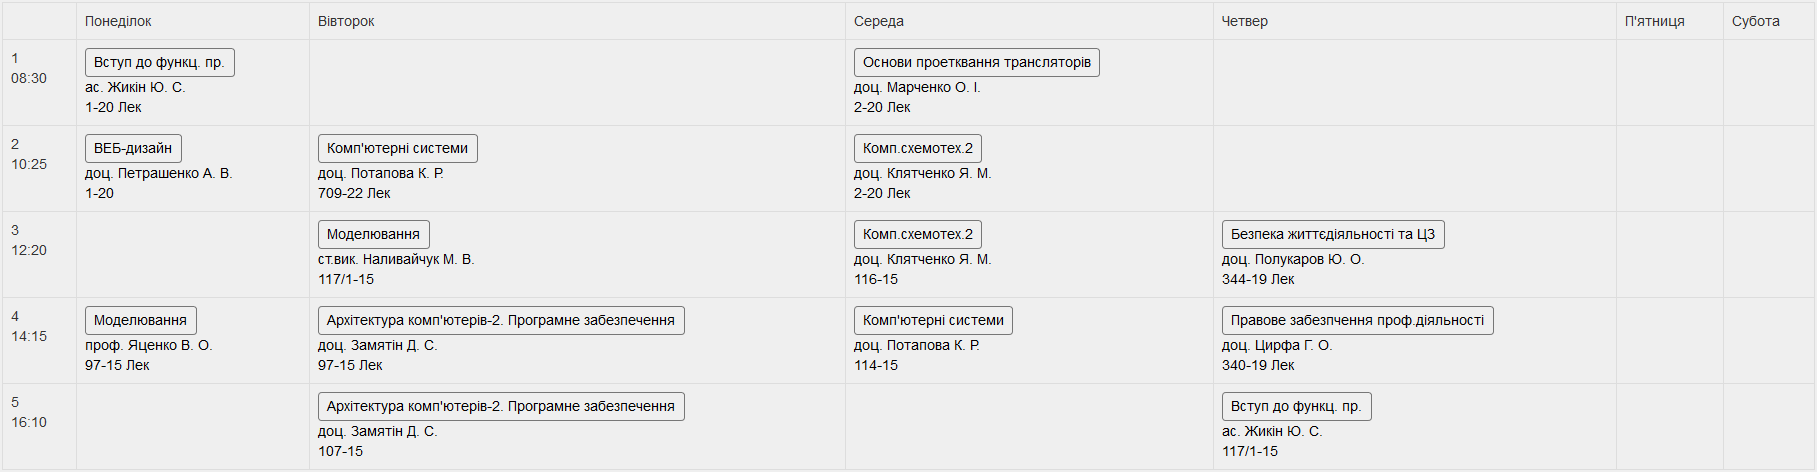 Понеділок
Вівторок
Середа
Четвер
П'ятниця
Субота
1
08:30
Вступ до функц. пр.
ас. Жикін Ю. С.
1-20 Лек
Основи проетквання трансляторів
доц. Марченко О. І.
2-20 Лек
2
10:25
ВЕБ-дизайн
доц. Петрашенко А. В.
1-20
Комп'ютерні системи
доц. Потапова К. Р.
709-22 Лек
Комп.схемотех.2
доц. Клятченко Я. М.
2-20 Лек
3
12:20
Моделювання
ст.вик. Наливайчук М. В.
117/1-15
Комп.схемотех.2
доц. Клятченко Я. М.
116-15
Безпека життєдіяльності та ЦЗ
доц. Полукаров Ю. О.
344-19 Лек
4
14:15
Моделювання
проф. Яценко В. О.
97-15 Лек
Архітектура комп'ютерів-2. Програмне забезпечення
доц. Замятін Д. С.
97-15 Лек
Комп'ютерні системи
доц. Потапова К. Р.
114-15
Правове забезпчення проф.діяльності
доц. Цирфа Г. О.
340-19 Лек
5
16:10
Архітектура комп'ютерів-2. Програмне забезпечення
доц. Замятін Д. С.
107-15
Вступ до функц. пр.
ас. Жикін Ю. С.
117/1-15